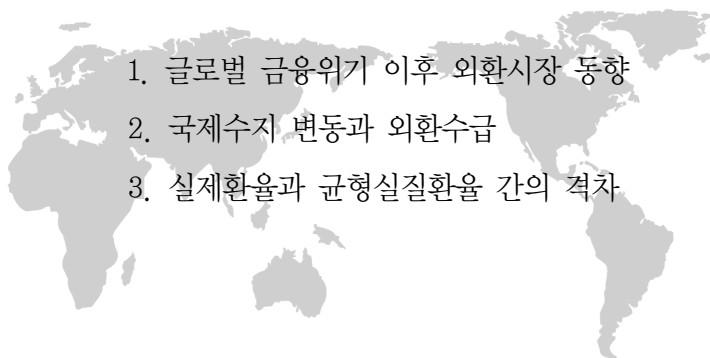 1. 글로벌 금융위기 이후 외환시장 동향
2. 국제수지 변동과 외환수급
3. 실제환율과 균형실질환율 간의 격차